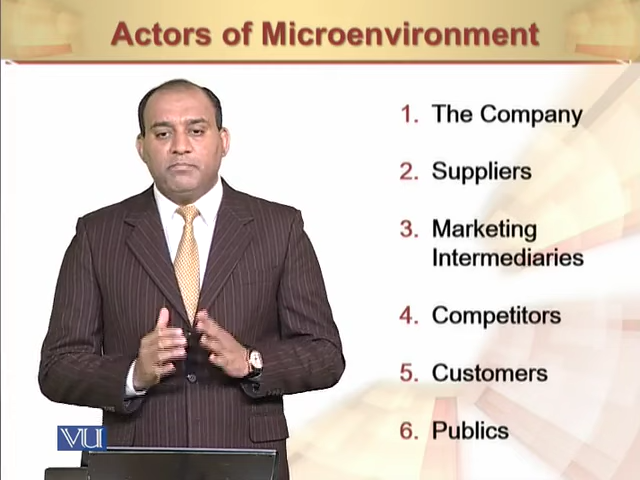 Actors of Microenvironment
1. The Company
2. Suppliers
3. Marketing
Intermediaries
4. Competitors
5. Customers
6. Publics
VU